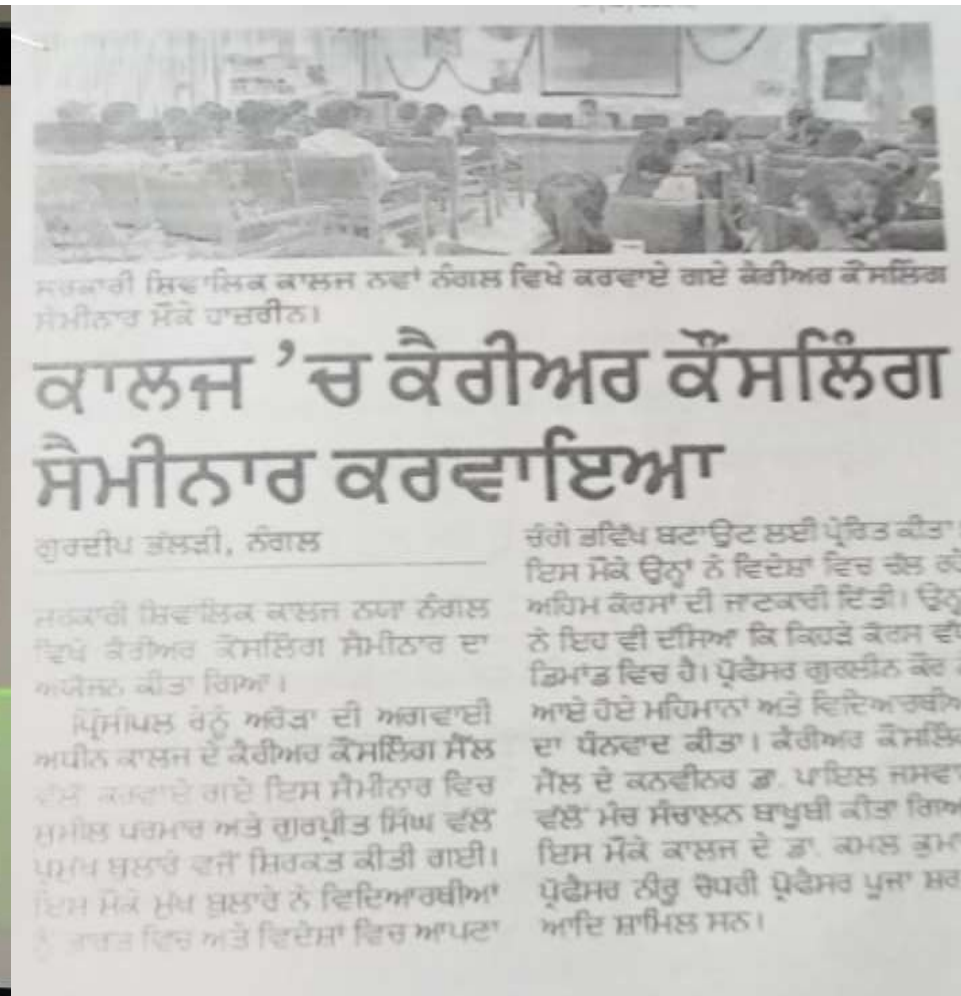 ਸਰਕਾਰੀ ਸ਼ਿਵਾਲਿਕ ਕਾਲਜ ਨਵਾਂ ਨੰਗਲ ਵਿਖੇ ਕਰਵਾਏ ਗਏ ਕੈਰੀਅਰ ਕੌਂਸਲਿੰਗ
ਸੈਮੀਨਾਰ ਮੌਕੇ ਹਾਜ਼ਰੀਨ।
ਕਾਲਜ ’ਚ ਕੈਰੀਅਰ ਕੌਂਸਲਿੰਗ
ਸੈਮੀਨਾਰ ਕਰਵਾਇਆ
ਗੁਰਦੀਪ ਭੱਲੜੀ, ਨੰਗਲ
ਸਰਕਾਰੀ ਸ਼ਿਵਾਲਿਕ ਕਾਲਜ ਨਯਾ ਨੰਗਲ
ਵਿਖੇ ਕੈਰੀਅਰ ਕੌਂਸਲਿੰਗ ਸੈਮੀਨਾਰ ਦਾ
ਅਯੋਜਨ ਕੀਤਾ ਗਿਆ।
ਪ੍ਰਿੰਸੀਪਲ ਰੇਨੂੰ ਅਰੋੜਾ ਦੀ ਅਗਵਾਈ
ਅਧੀਨ ਕਾਲਜ ਦੇ ਕੈਰੀਅਰ ਕੌਂਸਲਿੰਗ ਸੈੱਲ
ਵੱਲੋਂ ਕਰਵਾਏ ਗਏ ਇਸ ਸੈਮੀਨਾਰ ਵਿਚ
ਸੁਸ਼ੀਲ ਪਰਮਾਰ ਅਤੇ ਗੁਰਪ੍ਰੀਤ ਸਿੰਘ ਵੱਲੋਂ
ਪ੍ਰਮੁੱਖ ਬੁਲਾਰੇ ਵਜੋਂ ਸ਼ਿਰਕਤ ਕੀਤੀ ਗਈ।
ਇਸ ਮੌਕੇ ਮੁੱਖ ਬੁਲਾਰੇ ਨੇ ਵਿਦਿਆਰਥੀਆਂ
ਨੂੰ ਭਾਰਤ ਵਿਚ ਅਤੇ ਵਿਦੇਸ਼ਾਂ ਵਿਚ ਆਪਣਾ
ਚੰਗੇ ਭਵਿੱਖ ਬਣਾਉਣ ਲਈ ਪ੍ਰੇਰਿਤ ਕੀਤਾ।
ਇਸ ਮੌਕੇ ਉਨ੍ਹਾਂ ਨੇ ਵਿਦੇਸ਼ਾਂ ਵਿਚ ਚੱਲ ਰਹੇ
ਅਹਿਮ ਕੋਰਸਾਂ ਦੀ ਜਾਣਕਾਰੀ ਦਿੱਤੀ।
ਨੇ ਇਹ ਵੀ ਦੱਸਿਆ ਕਿ ਕਿਹੜੇ ਕੋਰਸ
ਡਿਮਾਂਡ ਵਿਚ ਹੈ। ਪ੍ਰੋਫੈਸਰ ਗੁਰਲੀਨ ਕੌਰ
ਆਏ ਹੋਏ ਮਹਿਮਾਨਾਂ ਅਤੇ
ਦਾ ਧੰਨਵਾਦ ਕੀਤਾ। ਕੈਰੀਅਰ
ਸੈੱਲ ਦੇ ਕਨਵੀਨਰ ਡਾ. ਪਾਇਲ
ਵੱਲੋਂ ਮੰਚ ਸੰਚਾਲਨ ਬਾਖੂਬੀ ਕੀਤਾ
ਇਸ ਮੌਕੇ ਕਾਲਜ ਦੇ ਡਾ. ਕਮਲ
ਪ੍ਰੋਫੈਸਰ ਨੀਰੂ ਚੋਧਰੀ ਪ੍ਰੋਫੈਸਰ ਪੂਜਾ
ਆਦਿ ਸ਼ਾਮਿਲ ਸਨ।